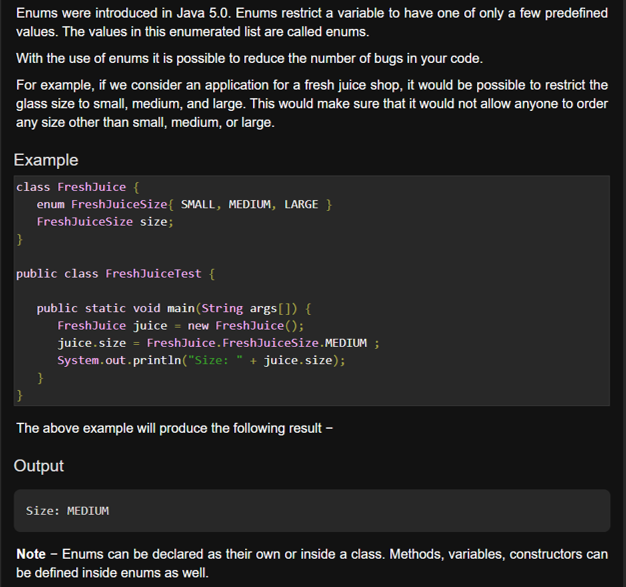 Enums were introduced in Java 5.0. Enums restrict a variable to have one of only a few predefined
values. The values in this enumerated list are called enums.
With the use of enums it is possible to reduce the number of bugs in your code.
For example, if we consider an application for a fresh juice shop, it would be possible to restrict the
glass size to small, medium, and large. This would make sure that it would not allow anyone to order
any size other than small, medium, or large.
Example
class FreshJuice {
   enum FreshJuiceSize{ SMALL, MEDIUM, LARGE }
   FreshJuiceSize size;
}
public class FreshJuiceTest {
   public static void main(String args[]) {
      FreshJuice juice = new FreshJuice();
      juice.size = FreshJuice.FreshJuiceSize.MEDIUM ;
      System.out.println("Size: " + juice.size);
   }
}
The above example will produce the following result −
Output
Size: MEDIUM
Note − Enums can be declared as their own or inside a class. Methods, variables, constructors can
be defined inside enums as well.